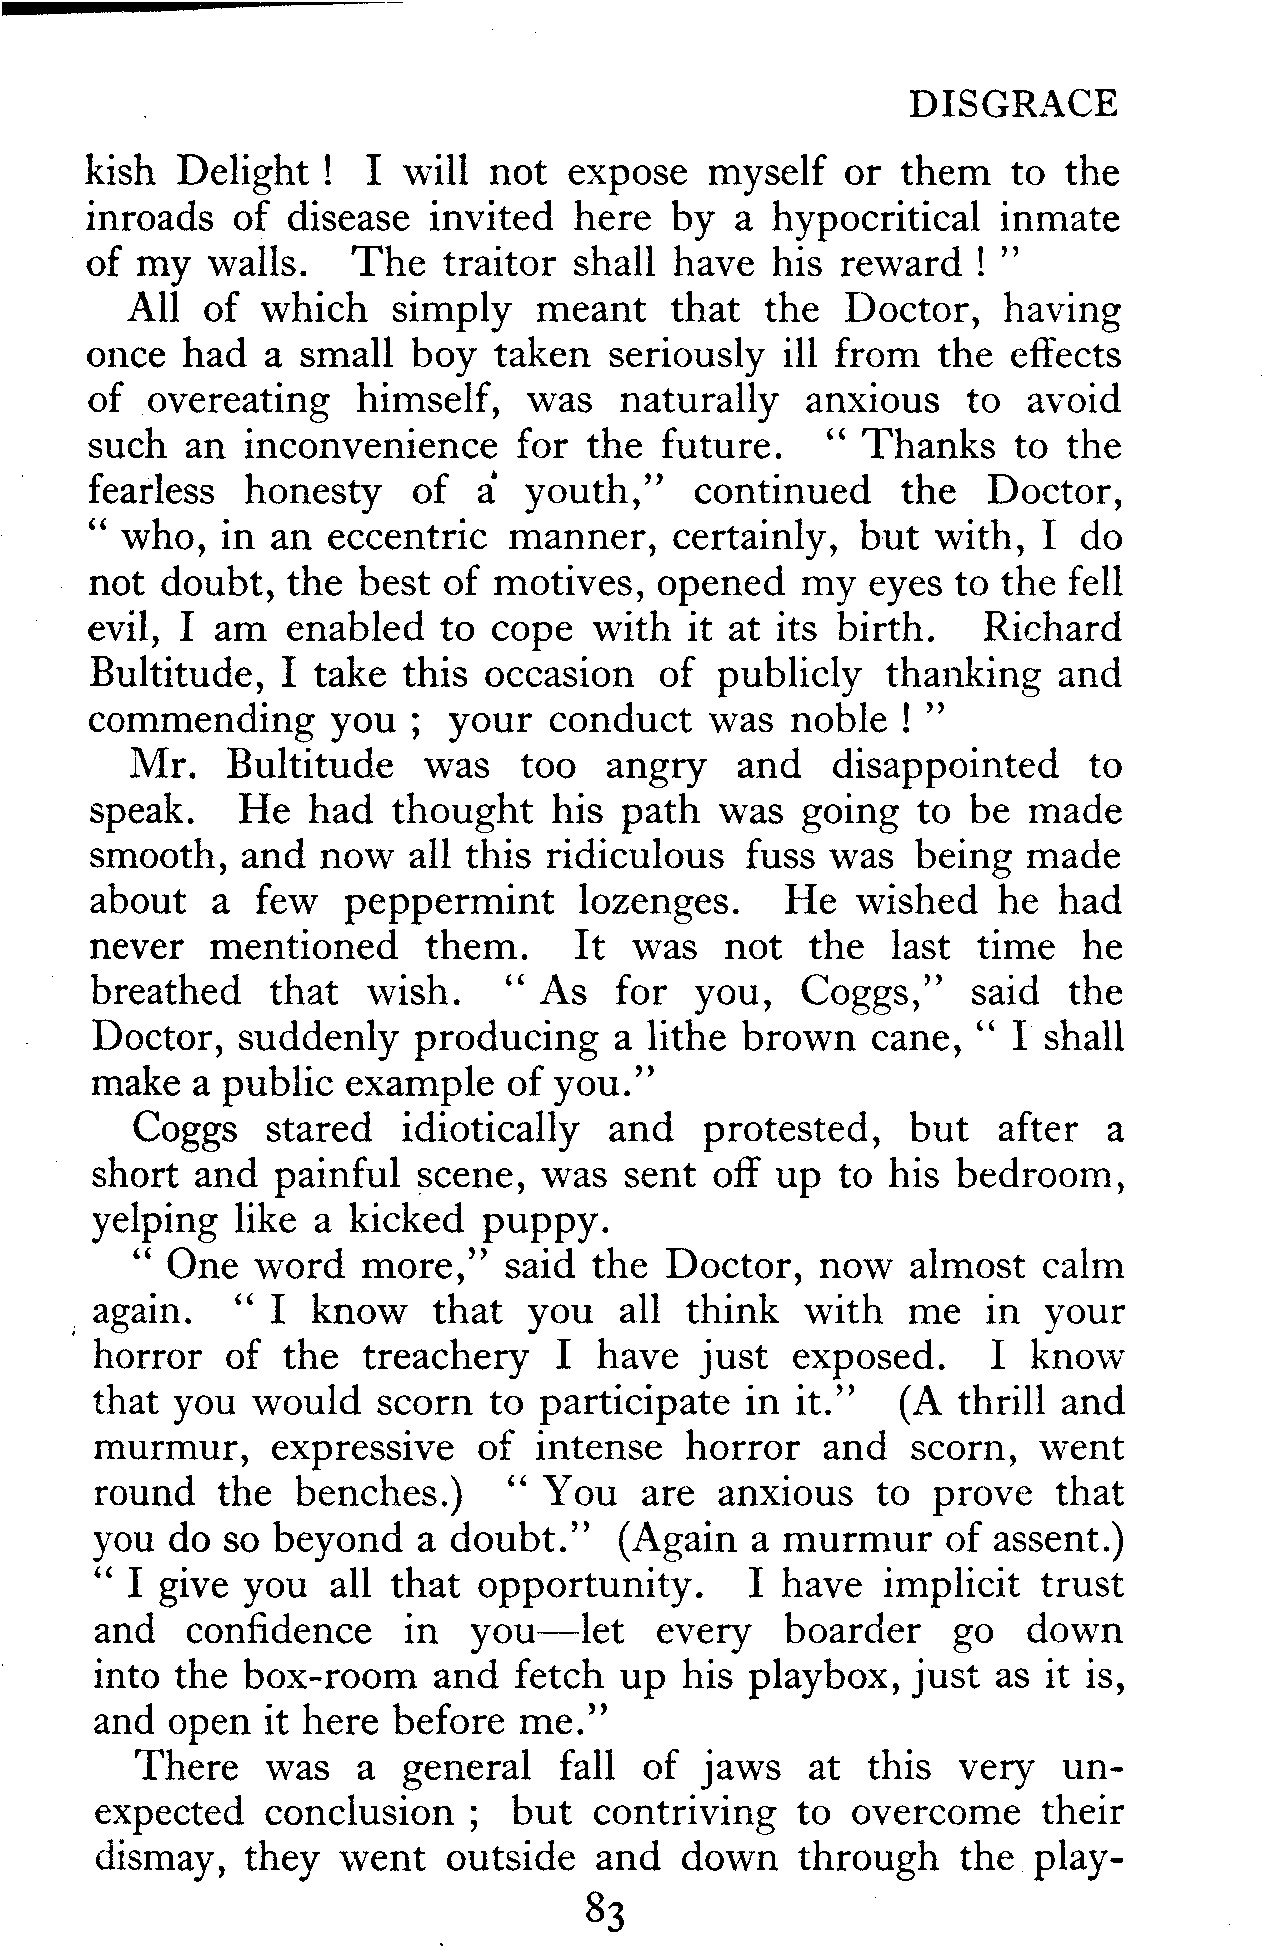 DISGRACE
kish Delight ! I will not expose myself or them to the
inroads of disease invited here by a hypocritical inmate
of my walls. The traitor shall have his reward ! ”
All of which simply meant that the Doctor, having
once had a small boy taken seriously ill from the effects
of overeating himself, was naturally anxious to avoid
such an inconvenience for the future. “ Thanks to the
fearless honesty of a youth,” continued the Doctor,
“ who, in an eccentric manner, certainly, but with, I do
not doubt, the best of motives, opened my eyes to the fell
evil, I am enabled to cope with it at its birth. Richard
Bultitude, I take this occasion of publicly thanking and
commending you ; your conduct was noble ! ”
Mr. Bultitude was too angry and disappointed to
speak. He had thought his path was going to be made
smooth, and now all this ridiculous fuss was being made
about a few peppermint lozenges. He wished he had
never mentioned them. It was not the last time he
breathed that wish. “ As for you, Coggs,” said the
Doctor, suddenly producing a lithe brown cane, “ I shall
make a public example of you.”
Coggs stared idiotically and protested, but after a
short and painful scene, was sent off up to his bedroom,
yelping like a kicked puppy.
“ One word more,” said the Doctor, now almost calm
again. “ I know that you all think with me in your
horror of the treachery I have just exposed. I know
that you would scorn to participate in it.” (A thrill and
murmur, expressive of intense horror and scorn, went
round the benches.) “ You are anxious to prove that
you do so beyond a doubt.” (Again a murmur of assent.)
“ I give you all that opportunity. I have implicit trust
and confidence in you—let every boarder go down
into the box-room and fetch up his playbox, just as it is,
and open it here before me.”
There was a general fall of jaws at this very un-
expected conclusion ; but contriving to overcome their
dismay, they went outside and down through the play-
83